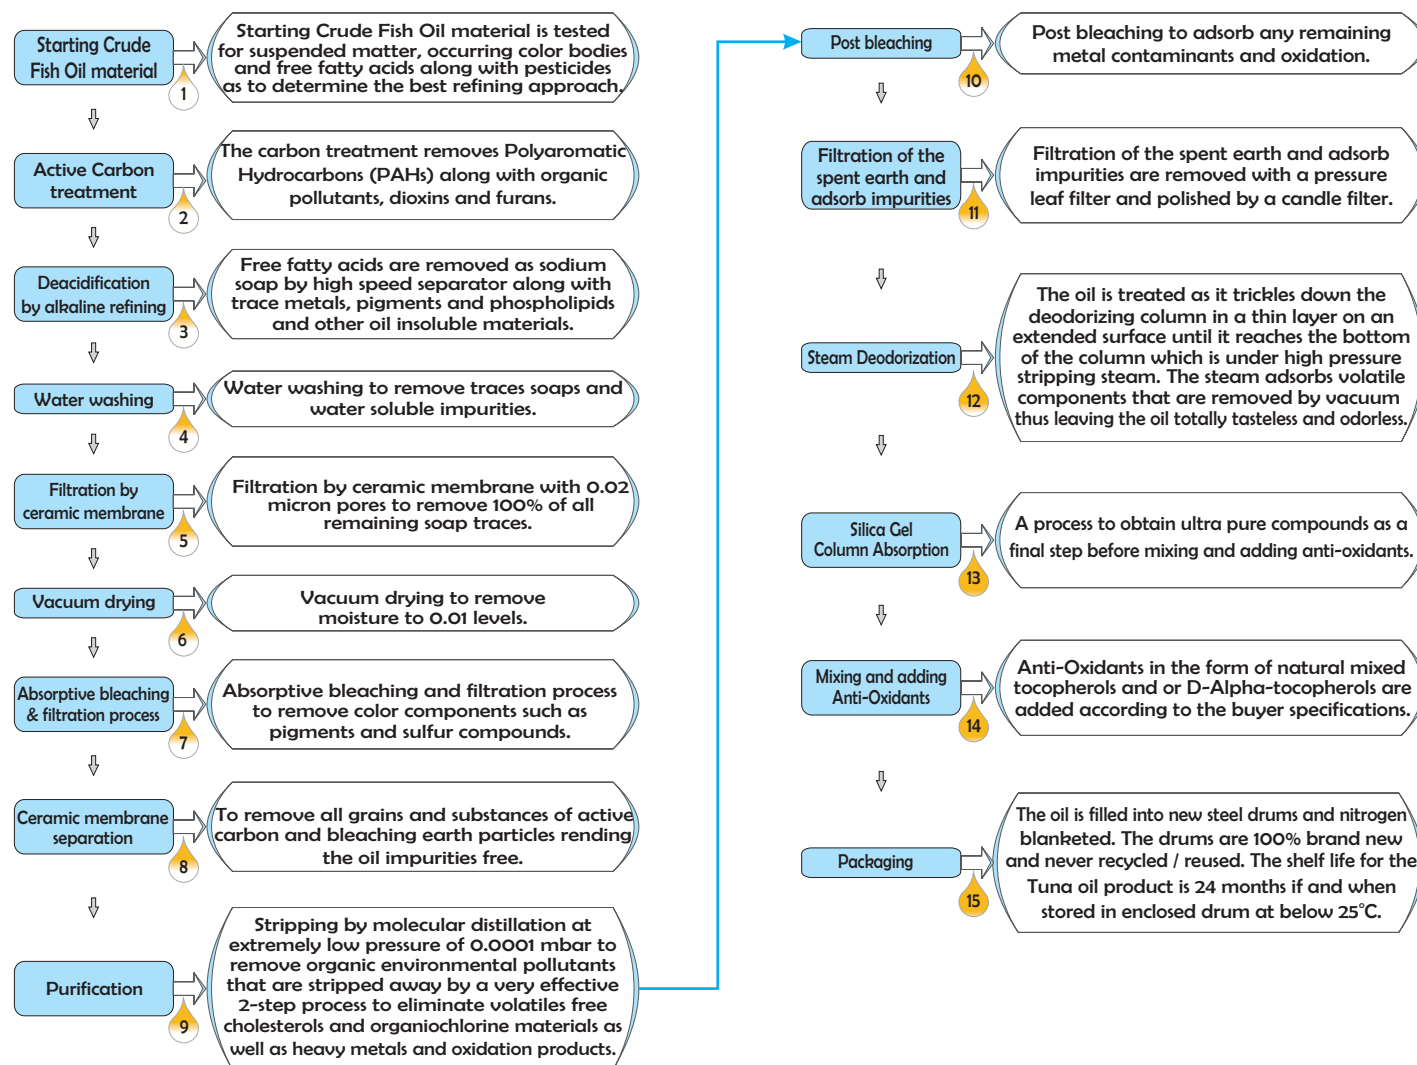 Starting Crude
Fish Oil material
1
Starting Crude Fish Oil material is tested
for suspended matter, occurring color bodies
and free fatty acids along with pesticides
as to determine the best refining approach.
Active Carbon
treatment
2
The carbon treatment removes Polyaromatic
Hydrocarbons (PAHs) along with organic
pollutants, dioxins and furans.
Deacidification
by alkaline refining
3
Free fatty acids are removed as sodium
soap by high speed separator along with
trace metals, pigments and phospholipids
and other oil insoluble materials.
Water washing
4
Water washing to remove traces soaps and
water soluble impurities.
Filtration by
ceramic membrane
5
Filtration by ceramic membrane with 0.02
micron pores to remove 100% of all
remaining soap traces.
Vacuum drying
6
Vacuum drying to remove
moisture to 0.01 levels.
Absorptive bleaching
& filtration process
7
Absorptive bleaching and filtration process
to remove color components such as
pigments and sulfur compounds.
Ceramic membrane
separation
8
To remove all grains and substances of active
carbon and bleaching earth particles rending
the oil impurities free.
Purification
9
Stripping by molecular distillation at
extremely low pressure of 0.0001 mbar to
remove organic environmental pollutants
that are stripped away by a very effective
2-step process to eliminate volatiles free
cholesterols and organiochlorine materials as
well as heavy metals and oxidation products.
Post bleaching
10
Post bleaching to adsorb any remaining
metal contaminants and oxidation.
Filtration of the
spent earth and
adsorb impurities
11
Filtration of the spent earth and adsorb
impurities are removed with a pressure
leaf filter and polished by a candle filter.
Steam Deodorization
12
The oil is treated as it trickles down the
deodorizing column in a thin layer on an
extended surface until it reaches the bottom
of the column which is under high pressure
stripping steam. The steam adsorbs volatile
components that are removed by vacuum
thus leaving the oil totally tasteless and odorless.
Silica Gel
Column Absorption
13
A process to obtain ultra pure compounds as a
final step before mixing and adding anti-oxidants.
Mixing and adding
Anti-Oxidants
14
Anti-Oxidants in the form of natural mixed
tocopherols and or D-Alpha-tocopherols are
added according to the buyer specifications.
Packaging
15
The oil is filled into new steel drums and nitrogen
blanketed. The drums are 100% brand new
and never recycled / reused. The shelf life for the
Tuna oil product is 24 months if and when
stored in enclosed drum at below 25°C.